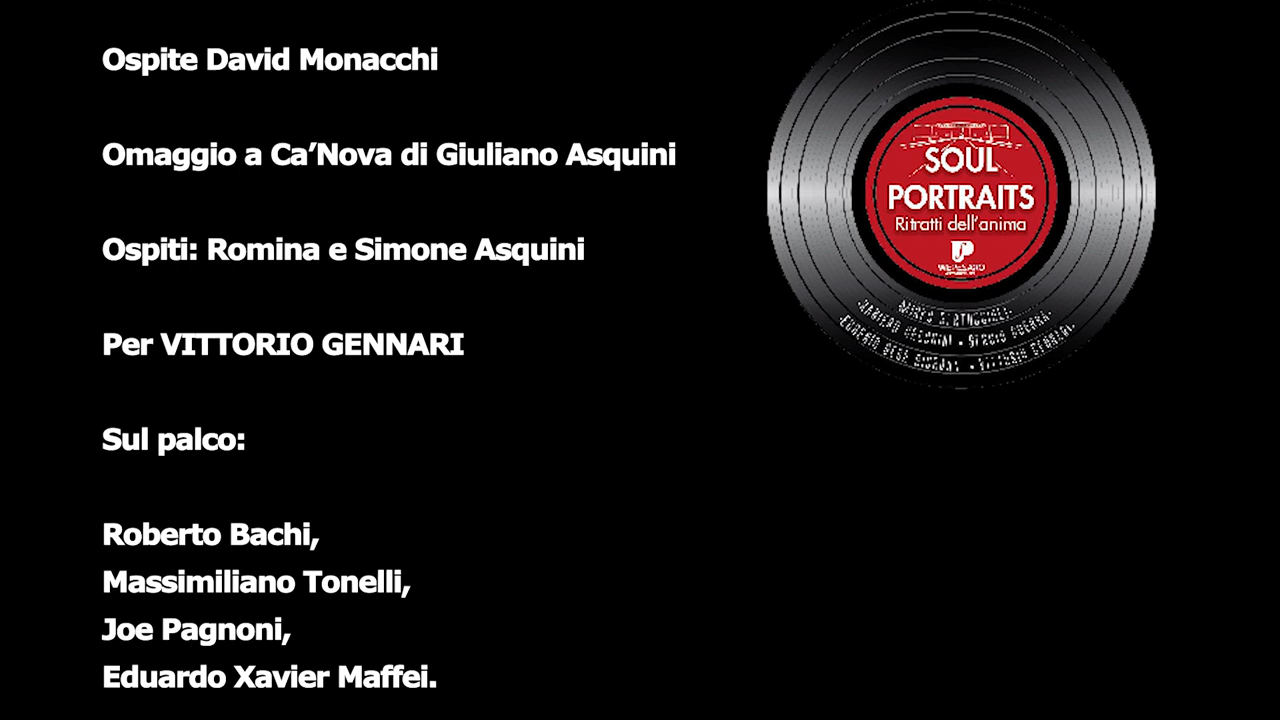 Ospite David Monacchi
Omaggio a Ca’Nova di Giuliano Asquini
Ospiti: Romina e Simone Asquini
Per VITTORIO GENNARI
Sul palco:
Roberto Bachi,
Massimiliano Tonelli,
Joe Pagnoni,
Eduardo Xavier Maffei.
SOUL
PORTRAITS
Ritratti dell'anima